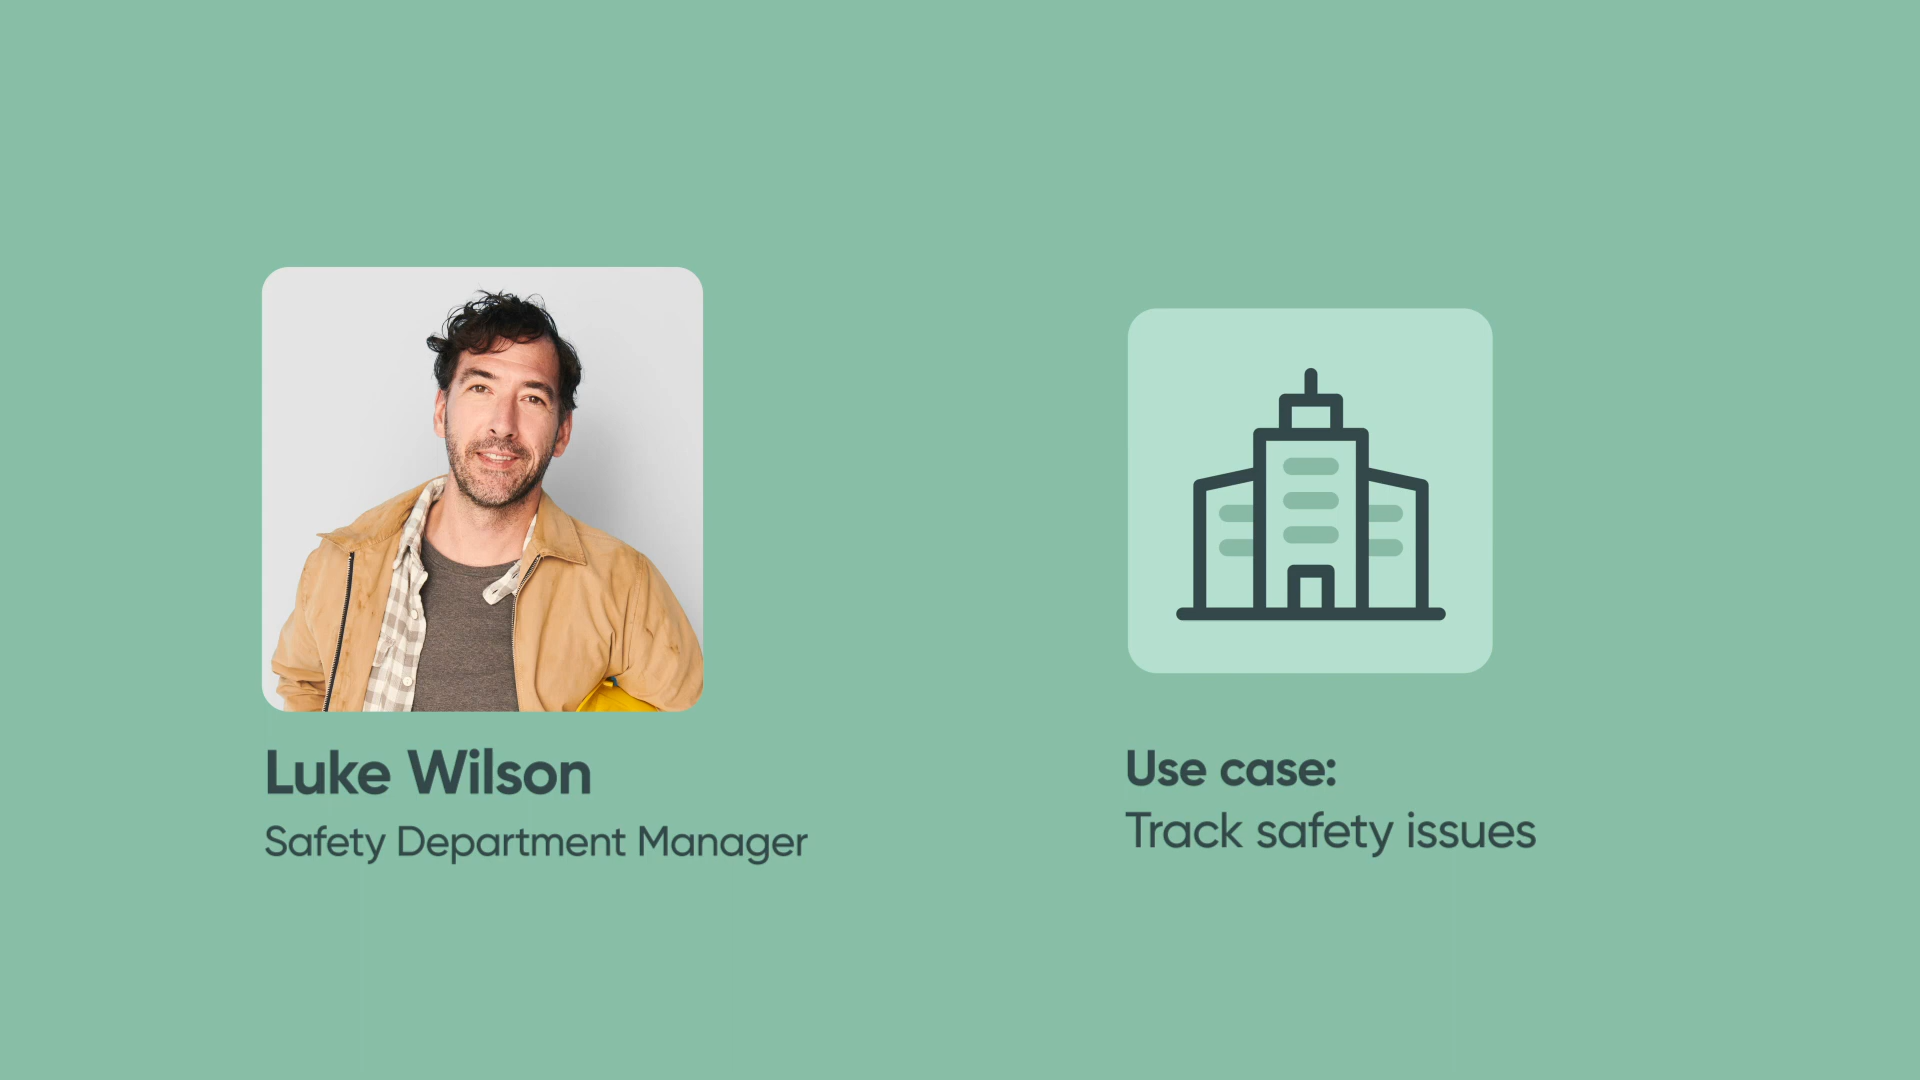 Luke Wilson
Safety Department Manager
Use case:
Track safety issues